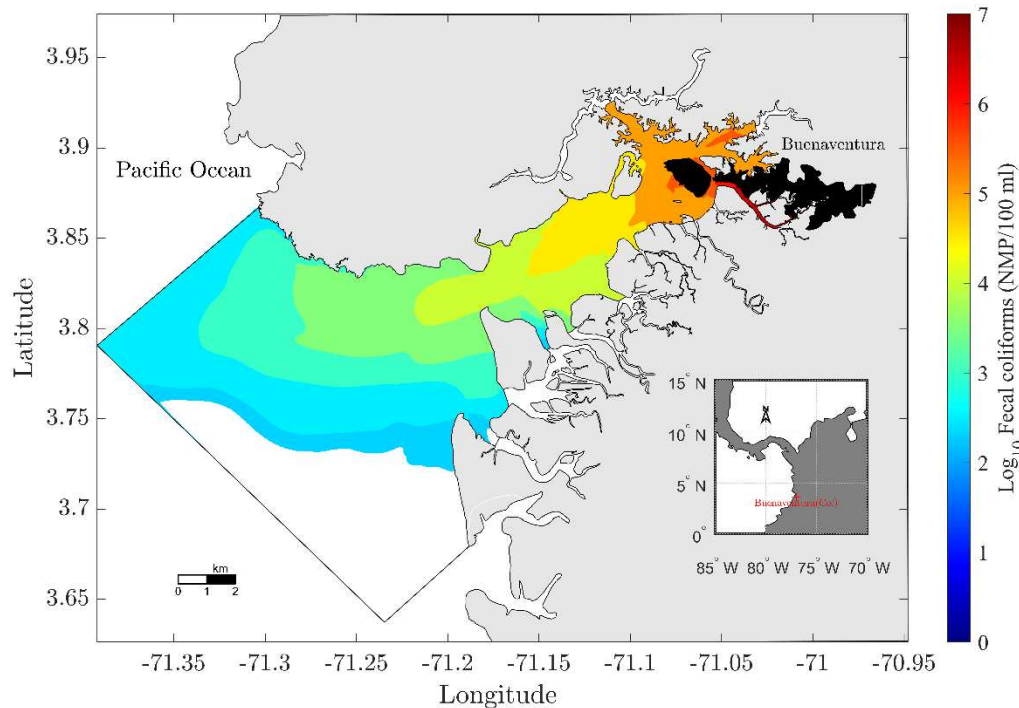 3.95
3.9
3.85
3.8
3.75
3.7
3.65
Latitude
-71.35
-71.3
-71.25
-71.2
-71.15
-71.1
-71.05
-71
-70.95
Longitude
Pacific Ocean
Buenaventura
km
0 1 2
15° N
10° N
5° N
0°
85° W 80° W 75° W 70° W
N
Buenaventura(Co.)
7
6
5
4
3
2
1
0
Log₁₀ Fecal coliforms (NMP/100 ml)